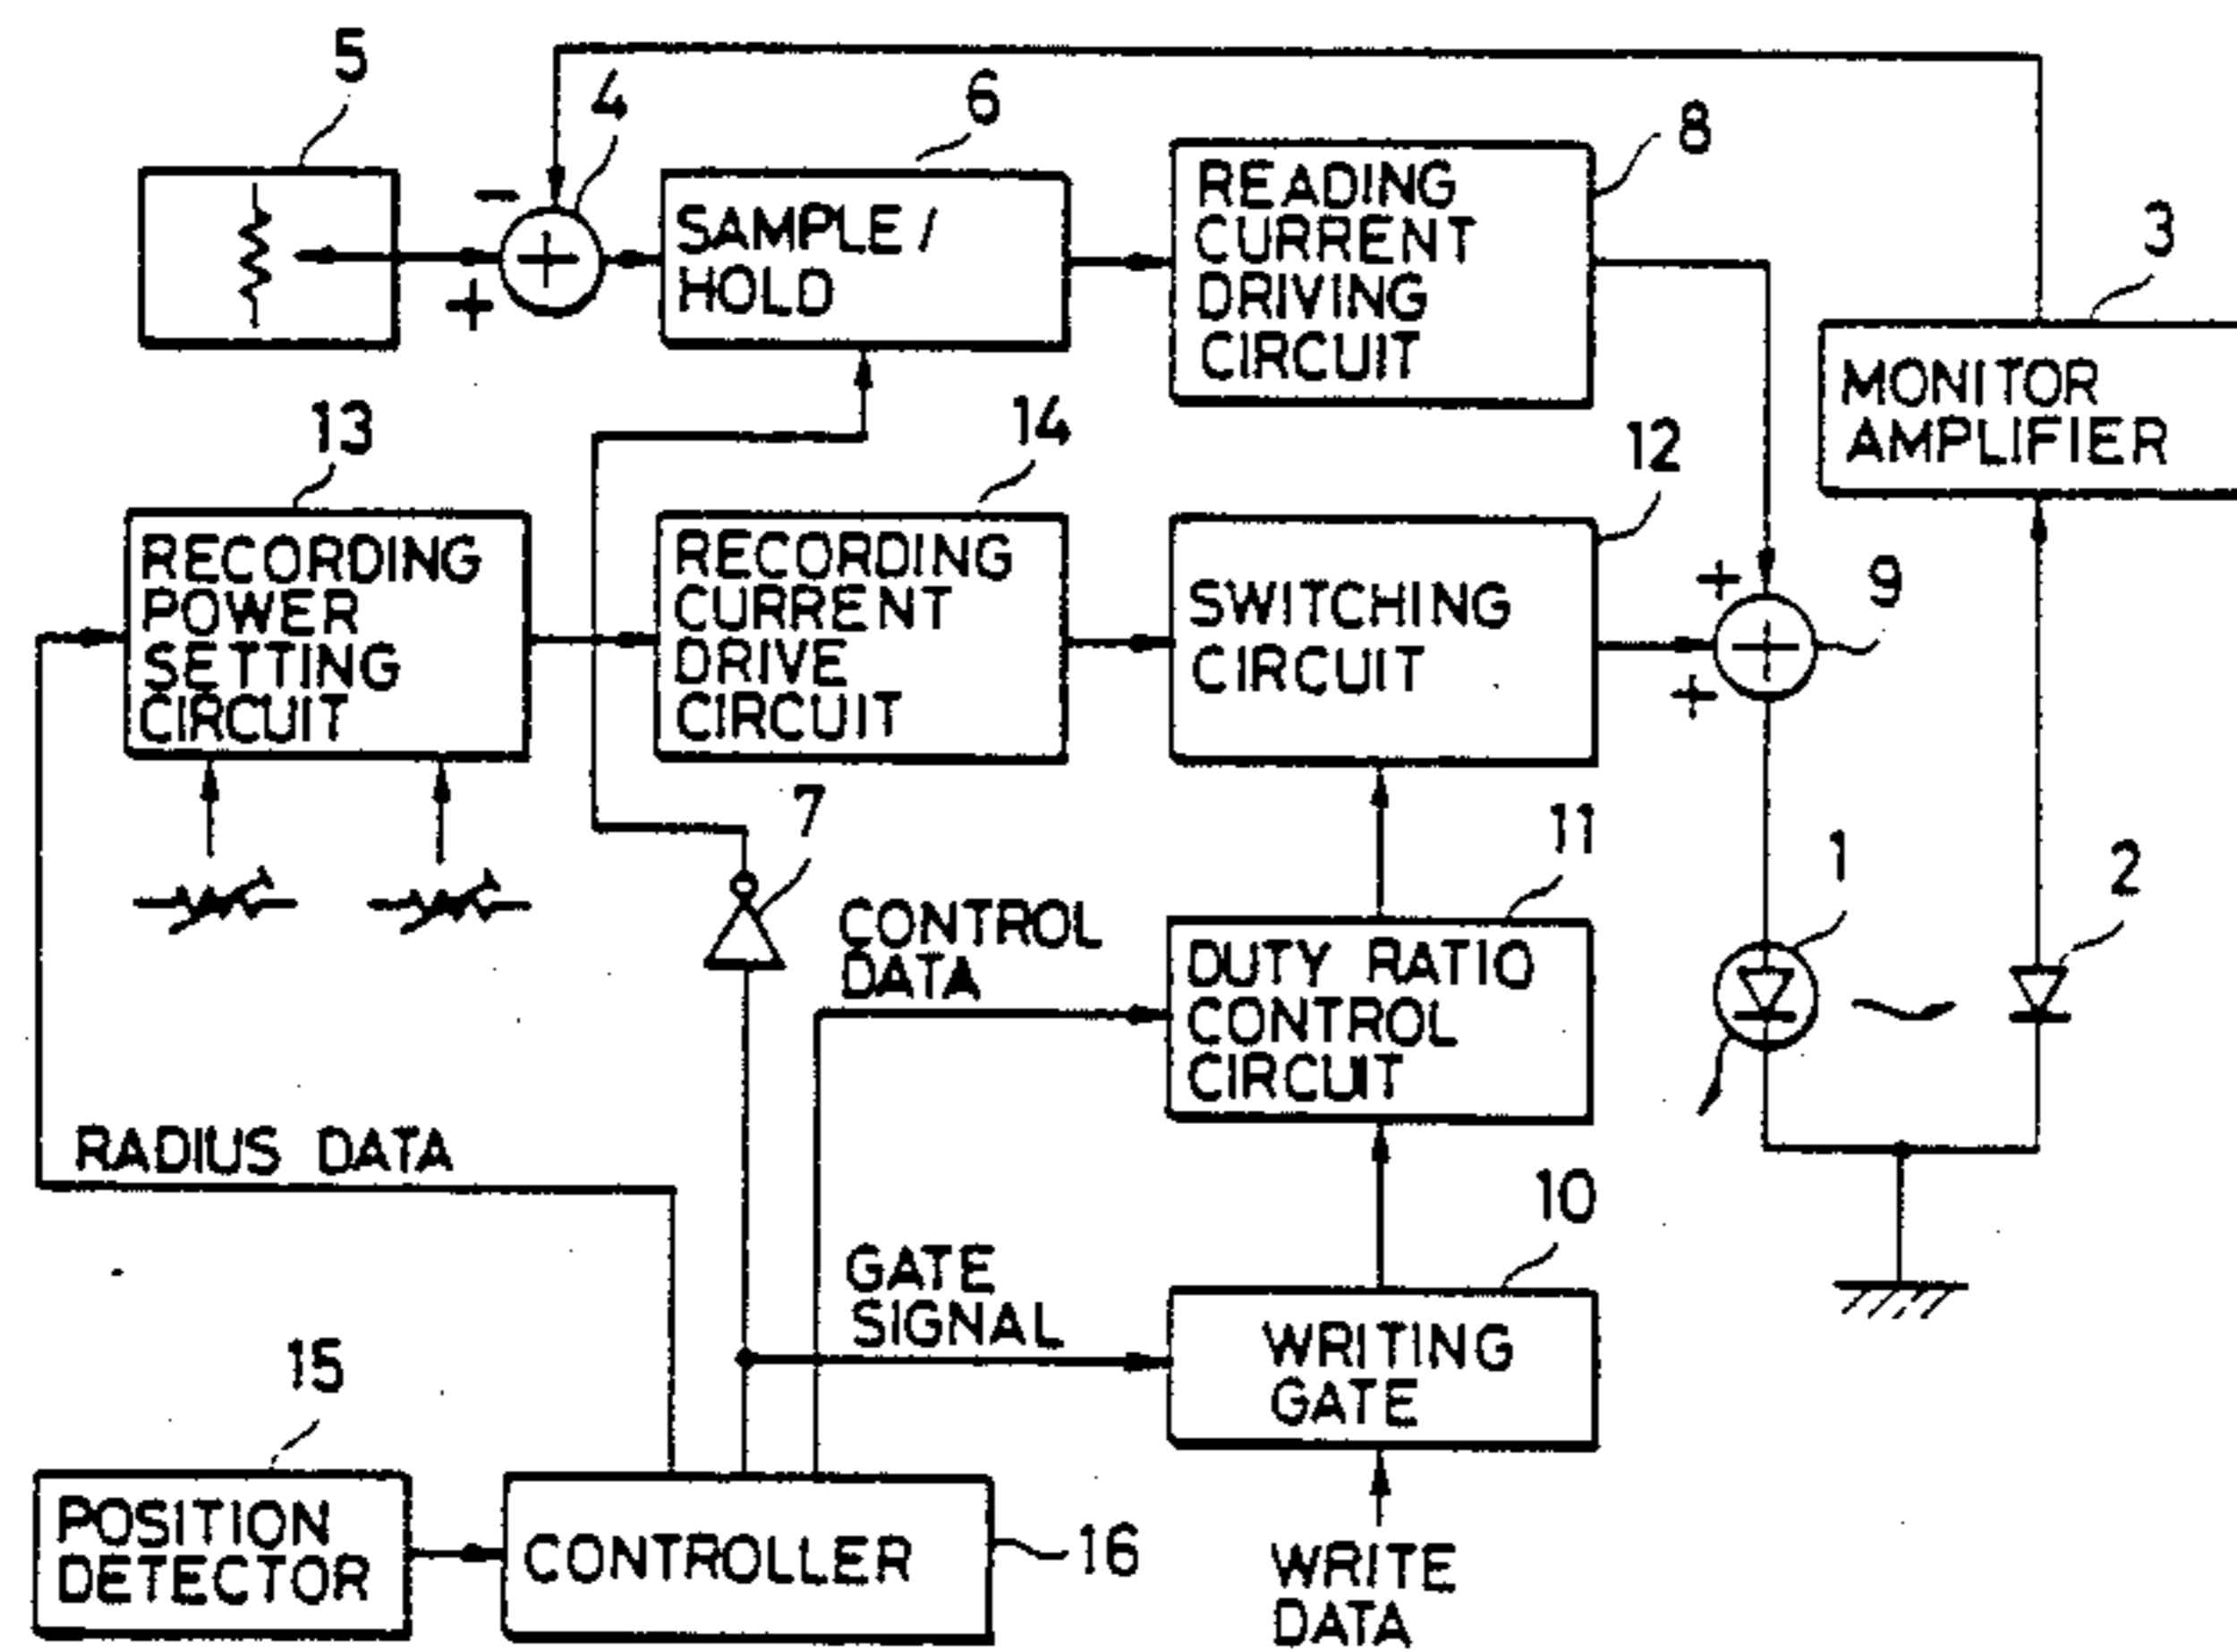 5
4
6
8
3
−
+
SAMPLE /
HOLD
READING
CURRENT
DRIVING
CIRCUIT
MONITOR
AMPLIFIER
13
14
12
9
RECORDING
POWER
SETTING
CIRCUIT
RECORDING
CURRENT
DRIVE
CIRCUIT
SWITCHING
CIRCUIT
+
+
7
11
1
2
CONTROL
DATA
DUTY RATIO
CONTROL
CIRCUIT
RADIUS DATA
10
GATE
SIGNAL
WRITING
GATE
15
POSITION
DETECTOR
CONTROLLER
16
WRITE
DATA